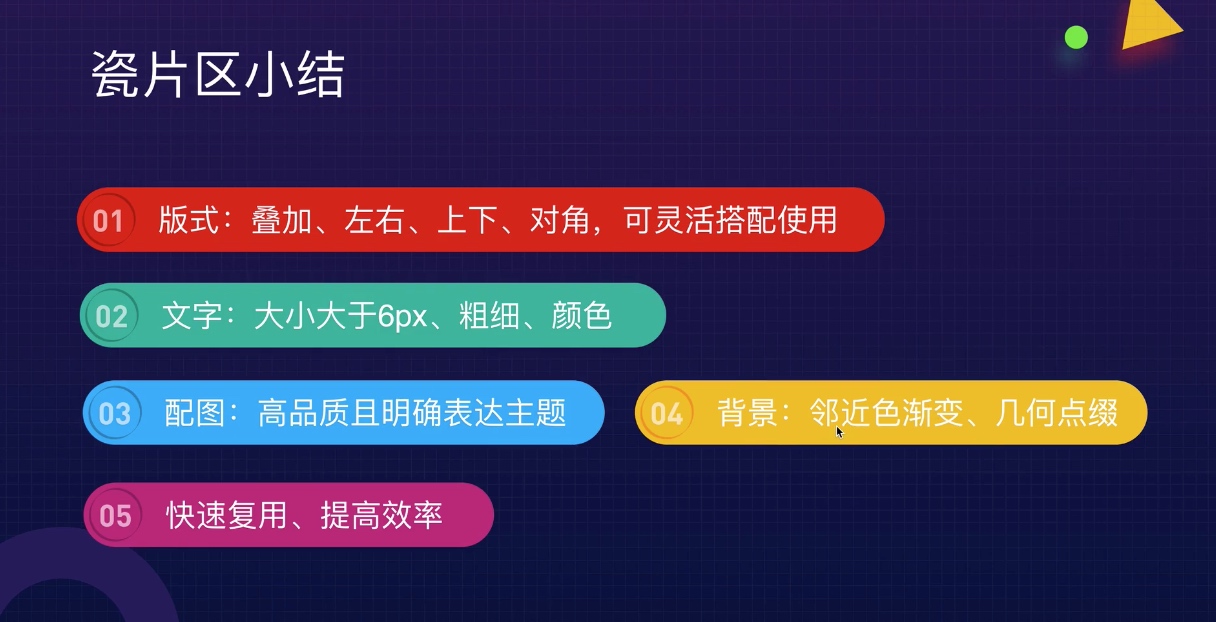 瓷片区小结
01 版式：叠加、左右、上下、对角，可灵活搭配使用
02 文字：大小大于6px、粗细、颜色
03 配图：高品质且明确表达主题
04 背景：邻近色渐变、几何点缀
05 快速复用、提高效率